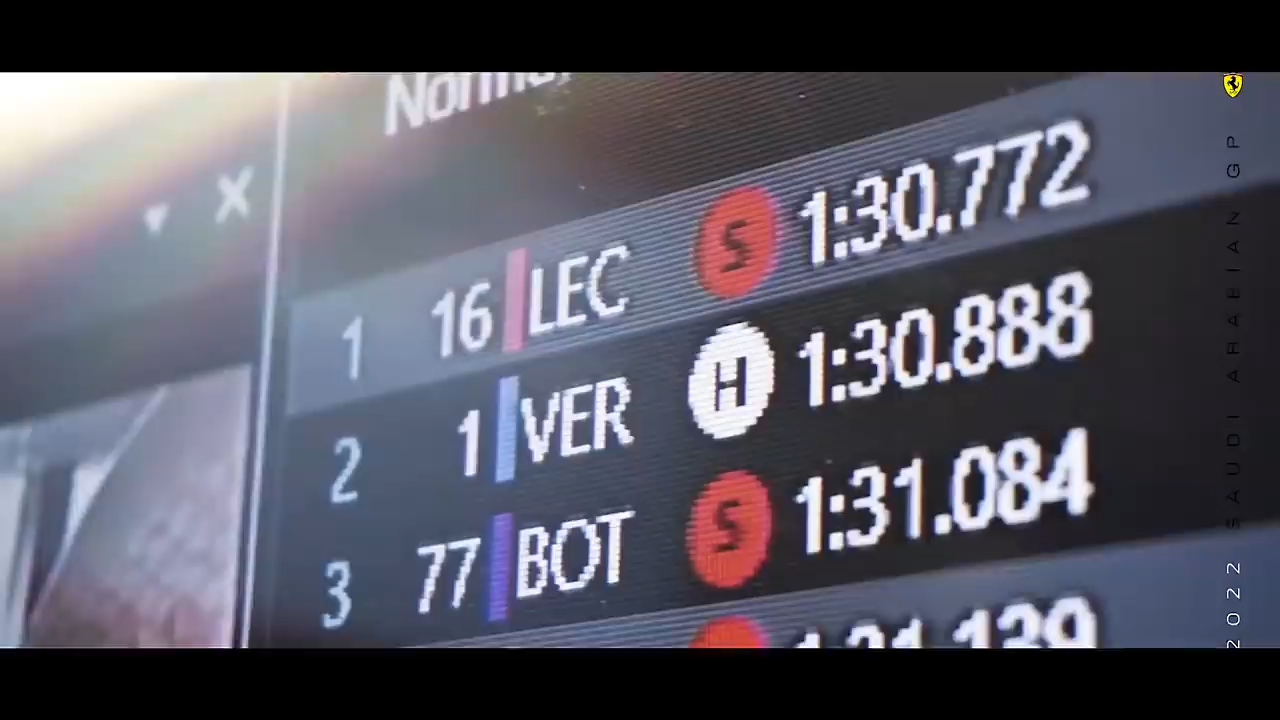 1 16 LEC S 1:30.772
2 1 VER H 1:30.888
3 77 BOT S 1:31.084
2022 SAUDI ARABIAN GP